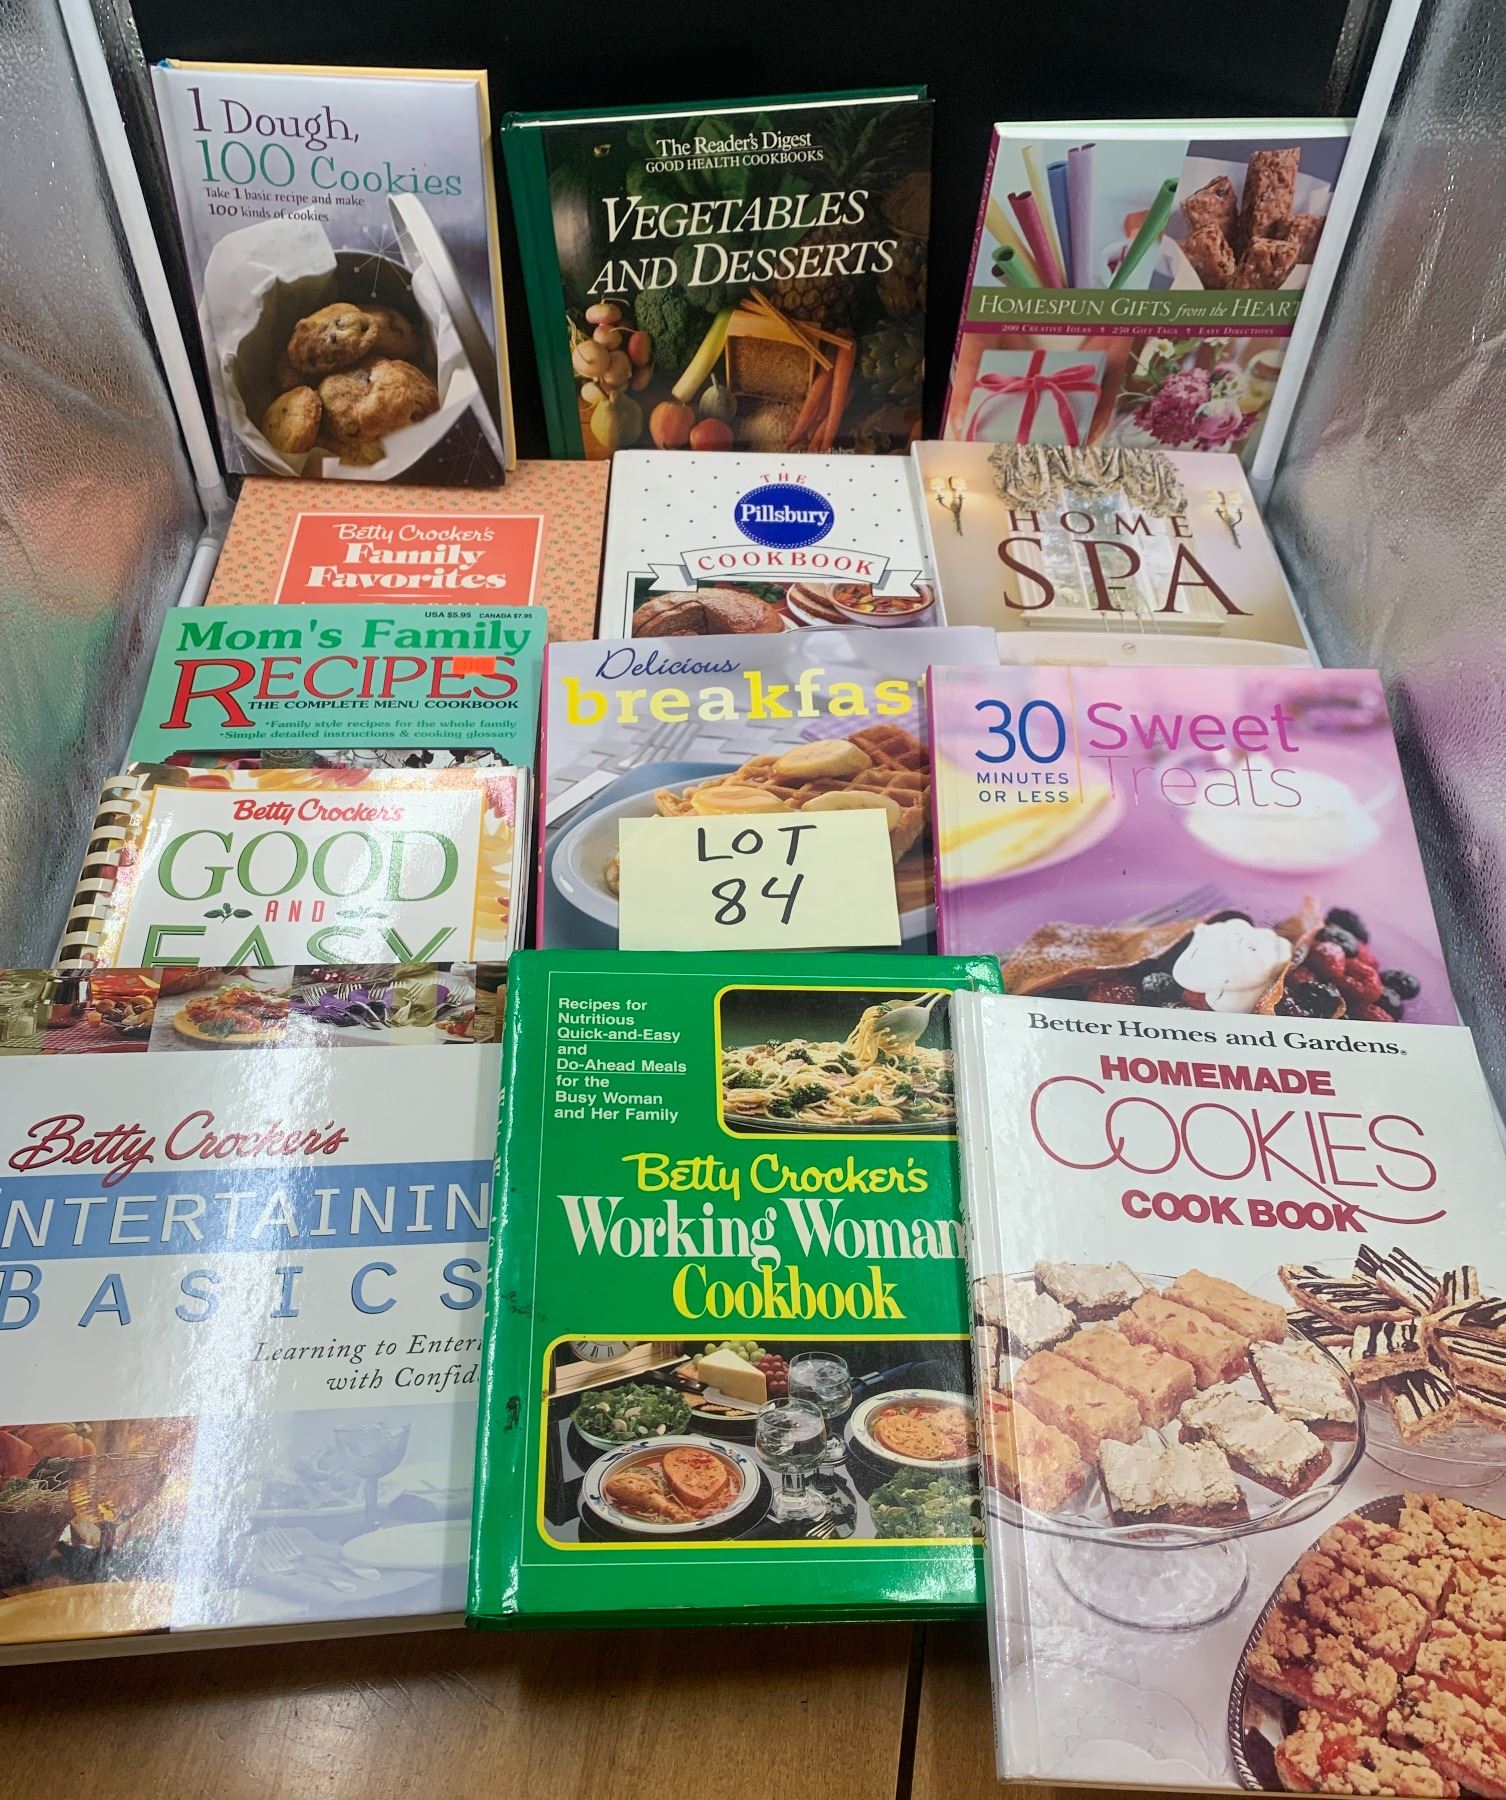 1 Dough,
100 Cookies
Take 1 basic recipe and make
100 kinds of cookies
The Reader's Digest
GOOD HEALTH COOKBOOKS
VEGETABLES
AND DESSERTS
HOMESPUN GIFTS from the HEART
200 CREATIVE IDEAS 250 GIFT TAGS EASY DIRECTIONS
Betty Crocker's
Family
Favorites
THE
Pillsbury
COOKBOOK
HOME
SPA
USA $5.95 CANADA $7.95
Mom's Family
RECIPES
THE COMPLETE MENU COOKBOOK
•Family style recipes for the whole family
•Simple detailed instructions & cooking glossary
Delicious
breakfas
30
MINUTES
OR LESS
Sweet
Treats
Betty Crocker's
GOOD
AND
EASY
LOT
84
Betty Crocker's
ENTERTAININ
BASICS
Learning to Enter
with Confid
Recipes for
Nutritious
Quick-and-Easy
and
Do-Ahead Meals
for the
Busy Woman
and Her Family
Betty Crocker's
Working Woman
Cookbook
Better Homes and Gardens®
HOMEMADE
COOKIES
COOK BOOK